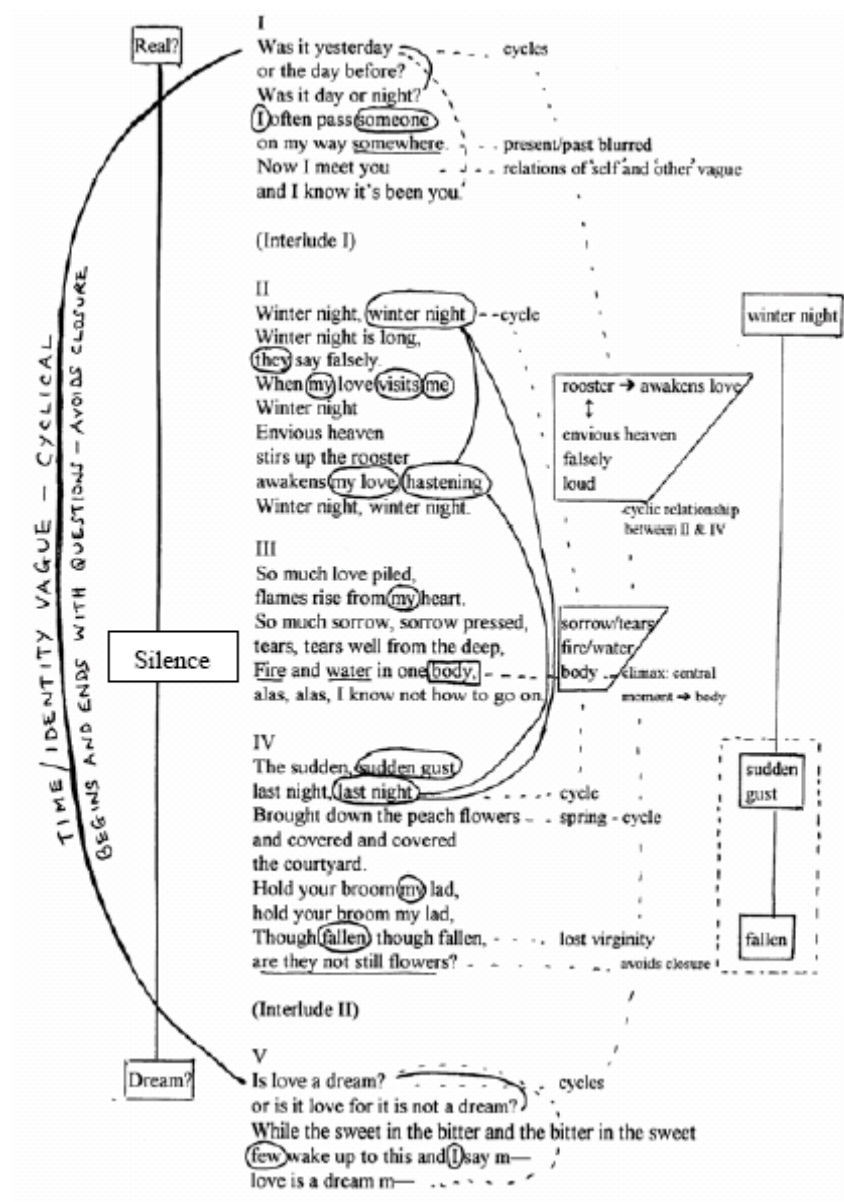 Real?
I
Was it yesterday
cycles
or the day before?
Was it day or night?
I often pass someone
on my way somewhere.
present/past blurred
Now I meet you
relations of 'self' and 'other' vague
and I know it's been you.
(Interlude I)
II
Winter night, winter night
cycle
Winter night is long,
they say falsely.
When my love visits me
Winter night
Envious heaven
stirs up the rooster
awakens my love, hastening
Winter night, winter night.
winter night
rooster → awakens love
↕
envious heaven
falsely
loud
cyclic relationship
between II & IV
TIME/IDENTITY VAGUE – CYCLICAL
BEGINS AND ENDS WITH QUESTIONS – AVOIDS CLOSURE
III
So much love piled,
flames rise from my heart.
So much sorrow, sorrow pressed,
tears, tears well from the deep,
Fire and water in one body,
alas, alas, I know not how to go on.
sorrow/tears
fire/water
body
climax: central
moment → body
Silence
IV
The sudden, sudden gust
last night, last night
cycle
Brought down the peach flowers
spring - cycle
and covered and covered
the courtyard.
Hold your broom my lad,
hold your broom my lad,
Though fallen, though fallen,
lost virginity
are they not still flowers?
avoids closure
sudden
gust
fallen
(Interlude II)
V
Dream?
Is love a dream?
cycles
or is it love for it is not a dream?
While the sweet in the bitter and the bitter in the sweet
few wake up to this and I say m—
love is a dream m—